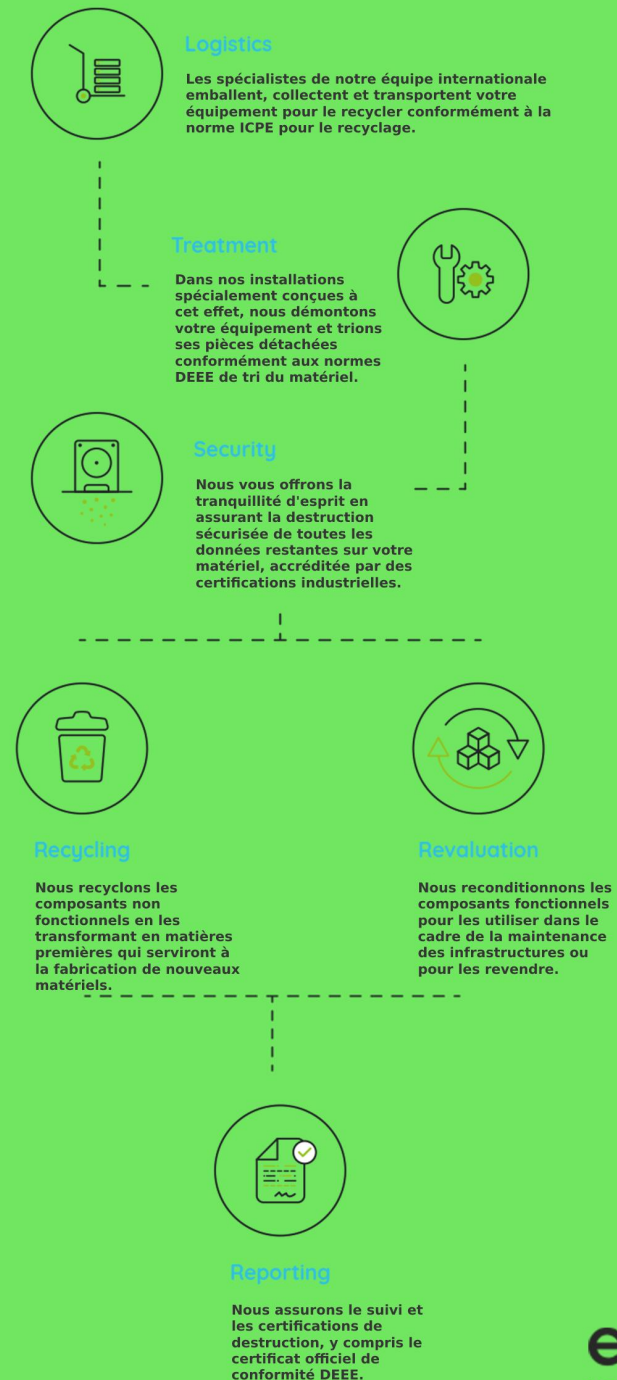 Logistics
Les spécialistes de notre équipe internationale
emballent, collectent et transportent votre
équipement pour le recycler conformément à la
norme ICPE pour le recyclage.
Treatment
Dans nos installations
spécialement conçues à
cet effet, nous démontons
votre équipement et trions
ses pièces détachées
conformément aux normes
DEEE de tri du matériel.
Security
Nous vous offrons la
tranquillité d'esprit en
assurant la destruction
sécurisée de toutes les
données restantes sur votre
matériel, accréditée par des
certifications industrielles.
Recycling
Nous recyclons les
composants non
fonctionnels en les
transformant en matières
premières qui serviront à
la fabrication de nouveaux
matériels.
Revaluation
Nous reconditionnons les
composants fonctionnels
pour les utiliser dans le
cadre de la maintenance
des infrastructures ou
pour les revendre.
Reporting
Nous assurons le suivi et
les certifications de
destruction, y compris le
certificat officiel de
conformité DEEE.